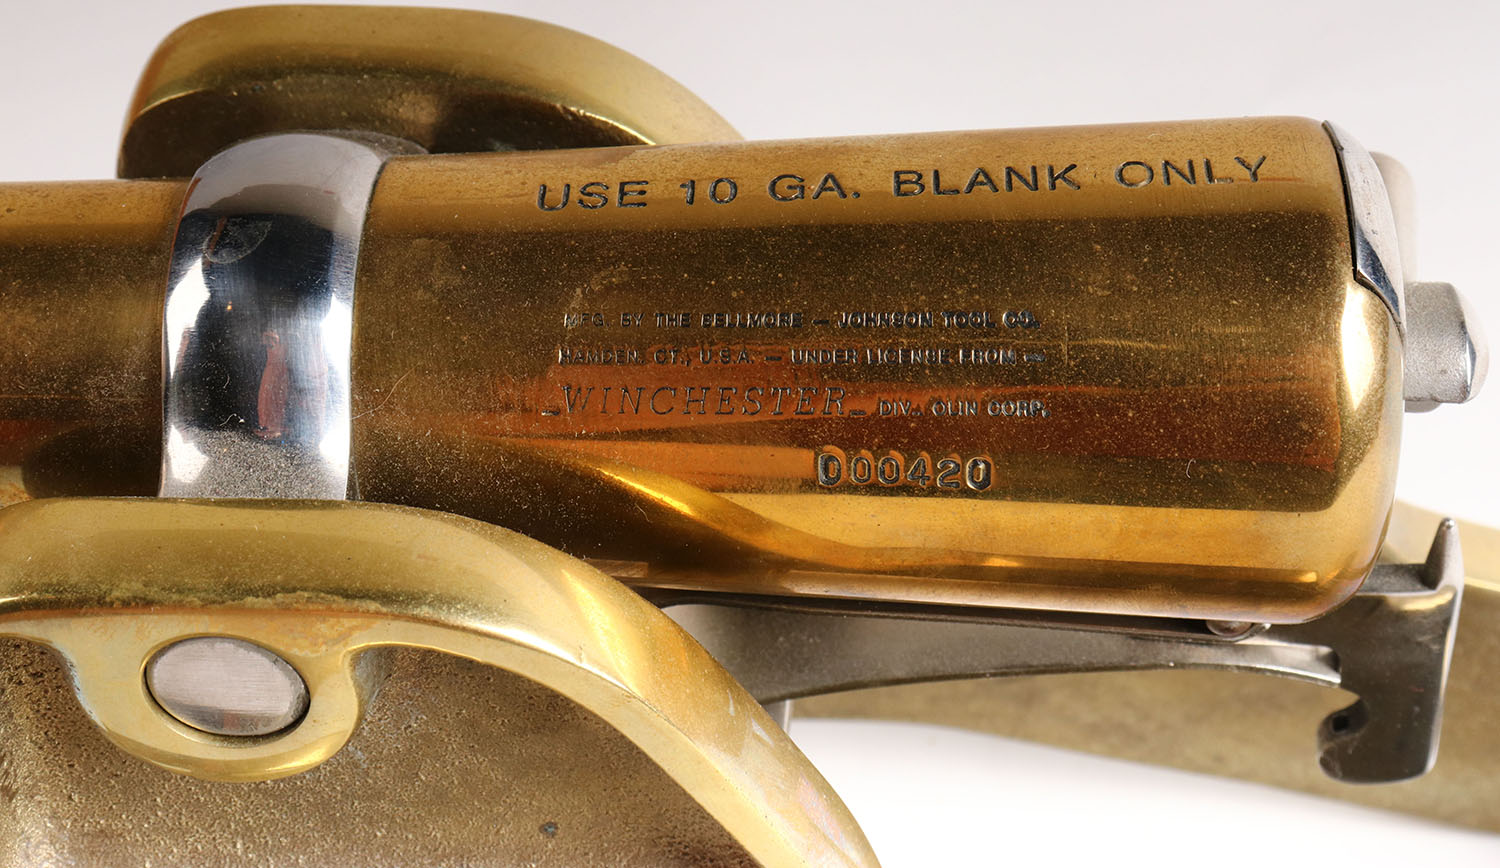 USE 10 GA. BLANK ONLY
MFG. BY THE BELLMORE — JOHNSON TOOL CO.
HAMDEN, CT., U.S.A. — UNDER LICENSE FROM —
_WINCHESTER_ DIV., OLIN CORP.
000420